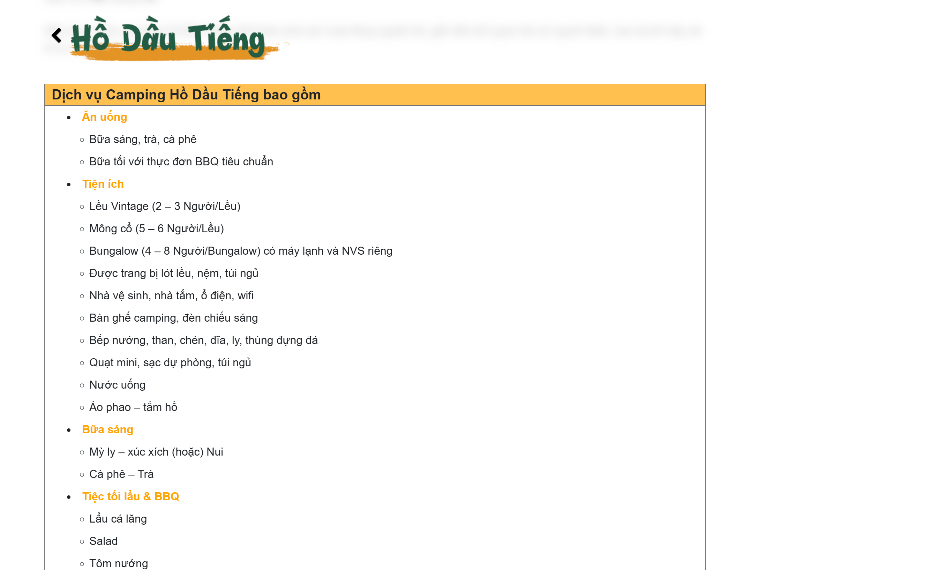 Hồ Dầu Tiếng
Dịch vụ Camping Hồ Dầu Tiếng bao gồm
Ăn uống
Bữa sáng, trà, cà phê
Bữa tối với thực đơn BBQ tiêu chuẩn
Tiện ích
Lều Vintage (2 – 3 Người/Lều)
Mông cổ (5 – 6 Người/Lều)
Bungalow (4 – 8 Người/Bungalow) có máy lạnh và NVS riêng
Được trang bị lót lều, nệm, túi ngủ
Nhà vệ sinh, nhà tắm, ổ điện, wifi
Bàn ghế camping, đèn chiếu sáng
Bếp nướng, than, chén, dĩa, ly, thùng đựng đá
Quạt mini, sạc dự phòng, túi ngủ
Nước uống
Áo phao – tắm hồ
Bữa sáng
Mỳ ly – xúc xích (hoặc) Nui
Cà phê – Trà
Tiệc tối lẩu & BBQ
Lẩu cá lăng
Salad
Tôm nướng